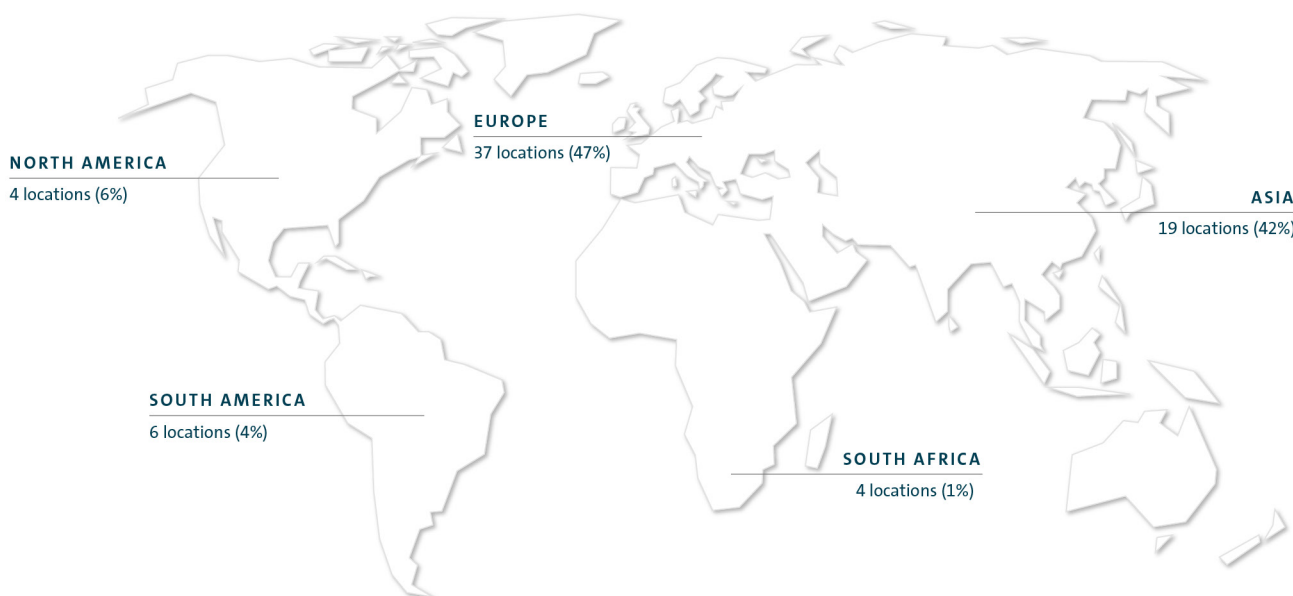 EUROPE
37 locations (47%)
NORTH AMERICA
4 locations (6%)
ASIA
19 locations (42%)
SOUTH AMERICA
6 locations (4%)
SOUTH AFRICA
4 locations (1%)